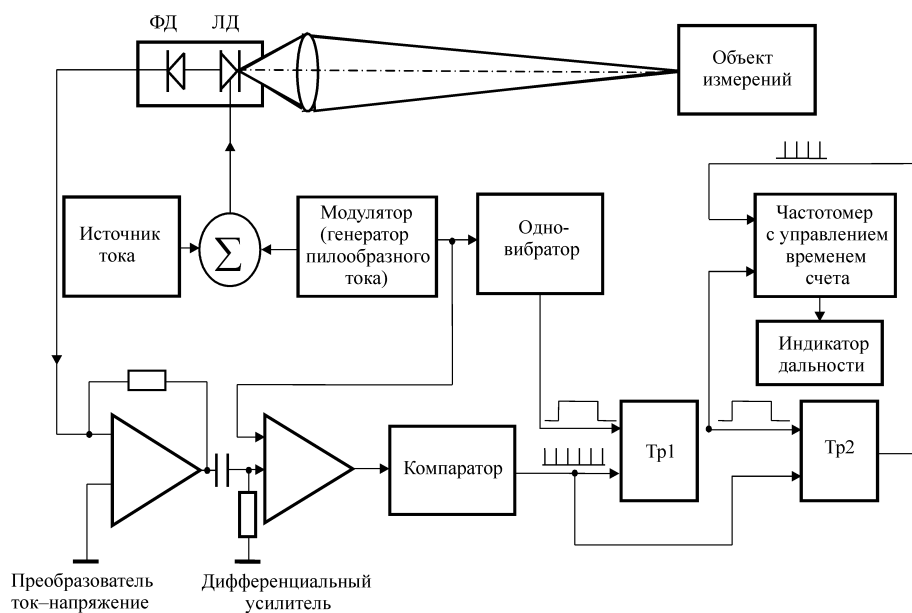 ФД
ЛД
Объект
измерений
Источник
тока
Σ
Модулятор
(генератор
пилообразного
тока)
Одно-
вибратор
Частотомер
с управлением
временем
счета
Индикатор
дальности
Компаратор
Тр1
Тр2
Преобразователь
ток–напряжение
Дифференциальный
усилитель